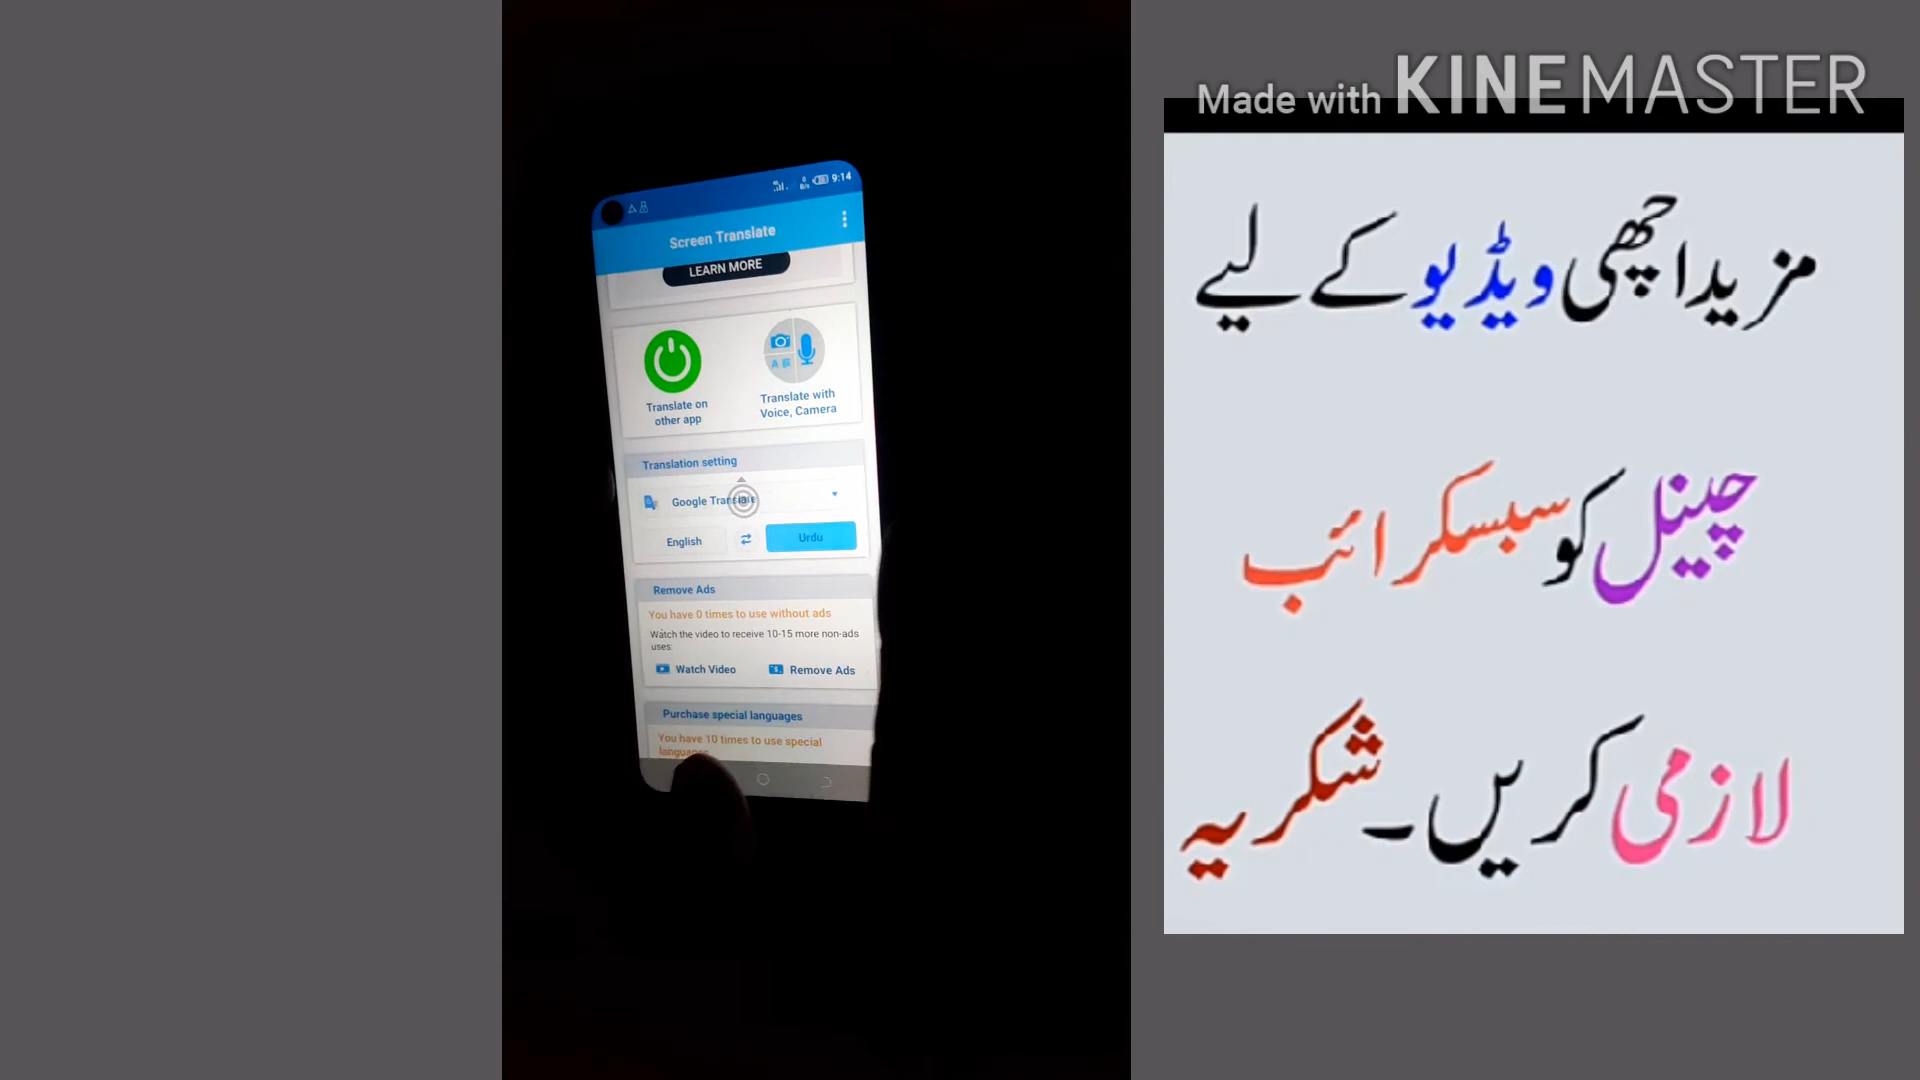 Made with KINEMASTER
9:14
Screen Translate
LEARN MORE
Translate on
other app
Translate with
Voice, Camera
Translation setting
Google Translate
English
Urdu
Remove Ads
You have 0 times to use without ads
Watch the video to receive 10-15 more non-ads
uses:
Watch Video
Remove Ads
Purchase special languages
You have 10 times to use special
languages
مزید اچھی ویڈیو کے لیے
چینل کو سبسکرائب
لازمی کریں۔ شکریہ